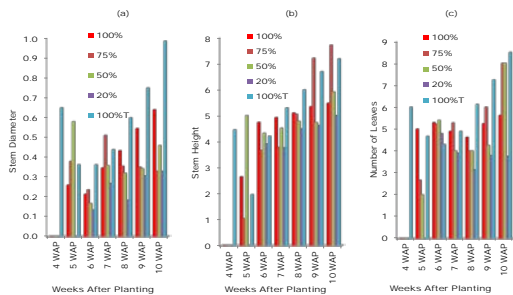 (a)
(b)
(c)
1.0
0.9
0.8
0.7
0.6
0.5
0.4
0.3
0.2
0.1
0.0
Stem Diameter
100%
75%
50%
20%
100%T
4 WAP
5 WAP
6 WAP
7 WAP
8 WAP
9 WAP
10 WAP
Weeks After Planting
8
7
6
5
4
3
2
1
0
Stem Height
100%
75%
50%
20%
100%T
4 WAP
5 WAP
6 WAP
7 WAP
8 WAP
9 WAP
10 WAP
Weeks After Planting
9
8
7
6
5
4
3
2
1
0
Number of Leaves
100%
75%
50%
20%
100%T
4 WAP
5 WAP
6 WAP
7 WAP
8 WAP
9 WAP
10 WAP
Weeks After Planting